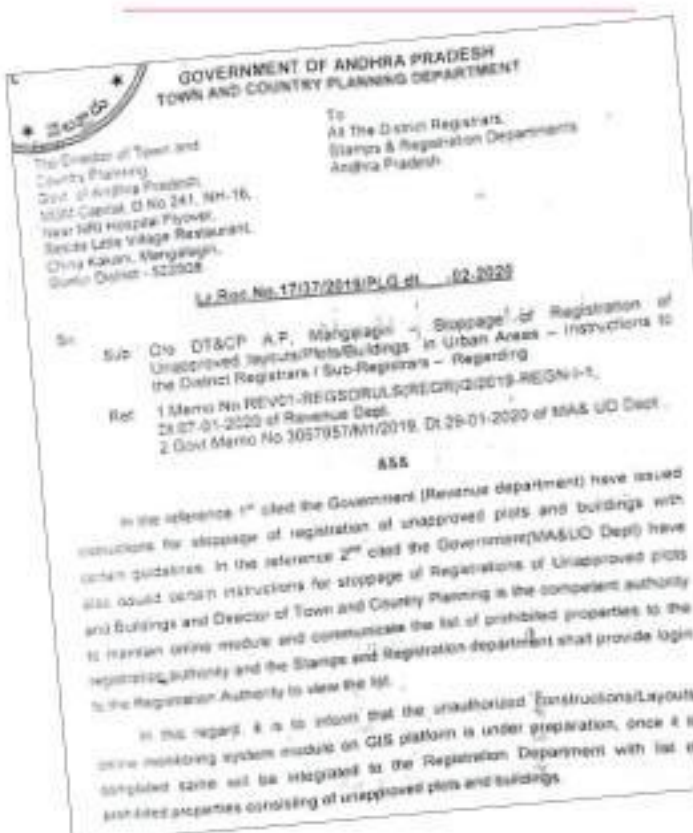 GOVERNMENT OF ANDHRA PRADESH
TOWN AND COUNTRY PLANNING DEPARTMENT
The Director of Town and
Country Planning
Govt. of Andhra Pradesh,
MGM Capital, D No 241, NH-16,
Near NRI Hospital Flyover,
Beside Little Village Restaurant,
China Kakani, Mangalagiri,
Guntur District - 522508
To
All The District Registrars,
Stamps & Registration Departments
Andhra Pradesh
Lr.Roc.No.17/37/2019/PLG dt. .02-2020
Sir
Sub O/o DT&CP A.P, Mangalagiri – Stoppage of Registration of
Unapproved layouts/Plots/Buildings in Urban Areas – Instructions to
the District Registrars / Sub-Registrars – Regarding
Ref 1 Memo No.REV01-REGSDRULS(REGR)/2/2019-REGN-I-1,
Dt.07-01-2020 of Revenue Dept.
2 Govt Memo No 3057957/M1/2019, Dt 29-01-2020 of MA& UD Dept.
&&&
In the reference 1st cited the Government (Revenue department) have issued
instructions for stoppage of registration of unapproved plots and buildings with
certain guidelines. In the reference 2nd cited the Government(MA&UD Dept) have
also issued certain instructions for stoppage of Registrations of Unapproved plots
and Buildings and Director of Town and Country Planning is the competent authority
to maintain online module and communicate the list of prohibited properties to the
registration authority and the Stamps and Registration department shall provide login
to the Registration Authority to view the list.
In this regard, it is to inform that the unauthorized Constructions/Layouts
online monitoring system module on GIS platform is under preparation, once it is
completed same will be integrated to the Registration Department with list of
prohibited properties consisting of unapproved plots and buildings.